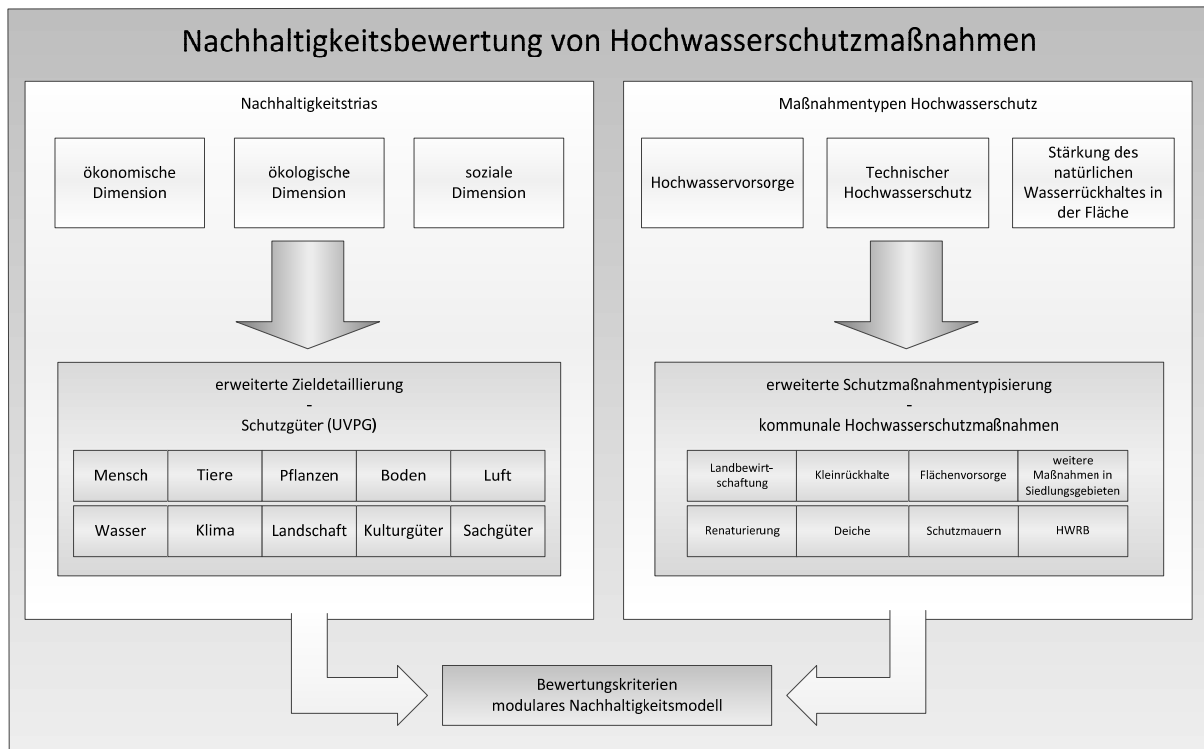 Nachhaltigkeitsbewertung von Hochwasserschutzmaßnahmen
Nachhaltigkeitstrias
ökonomische
Dimension
ökologische
Dimension
soziale
Dimension
erweiterte Zieldetaillierung
-
Schutzgüter (UVPG)
Mensch
Tiere
Pflanzen
Boden
Luft
Wasser
Klima
Landschaft
Kulturgüter
Sachgüter
Maßnahmentypen Hochwasserschutz
Hochwasservorsorge
Technischer
Hochwasserschutz
Stärkung des
natürlichen
Wasserrückhaltes in
der Fläche
erweiterte Schutzmaßnahmentypisierung
-
kommunale Hochwasserschutzmaßnahmen
Landbewirt-
schaftung
Kleinrückhalte
Flächenvorsorge
weitere
Maßnahmen in
Siedlungsgebieten
Renaturierung
Deiche
Schutzmauern
HWRB
Bewertungskriterien
modulares Nachhaltigkeitsmodell